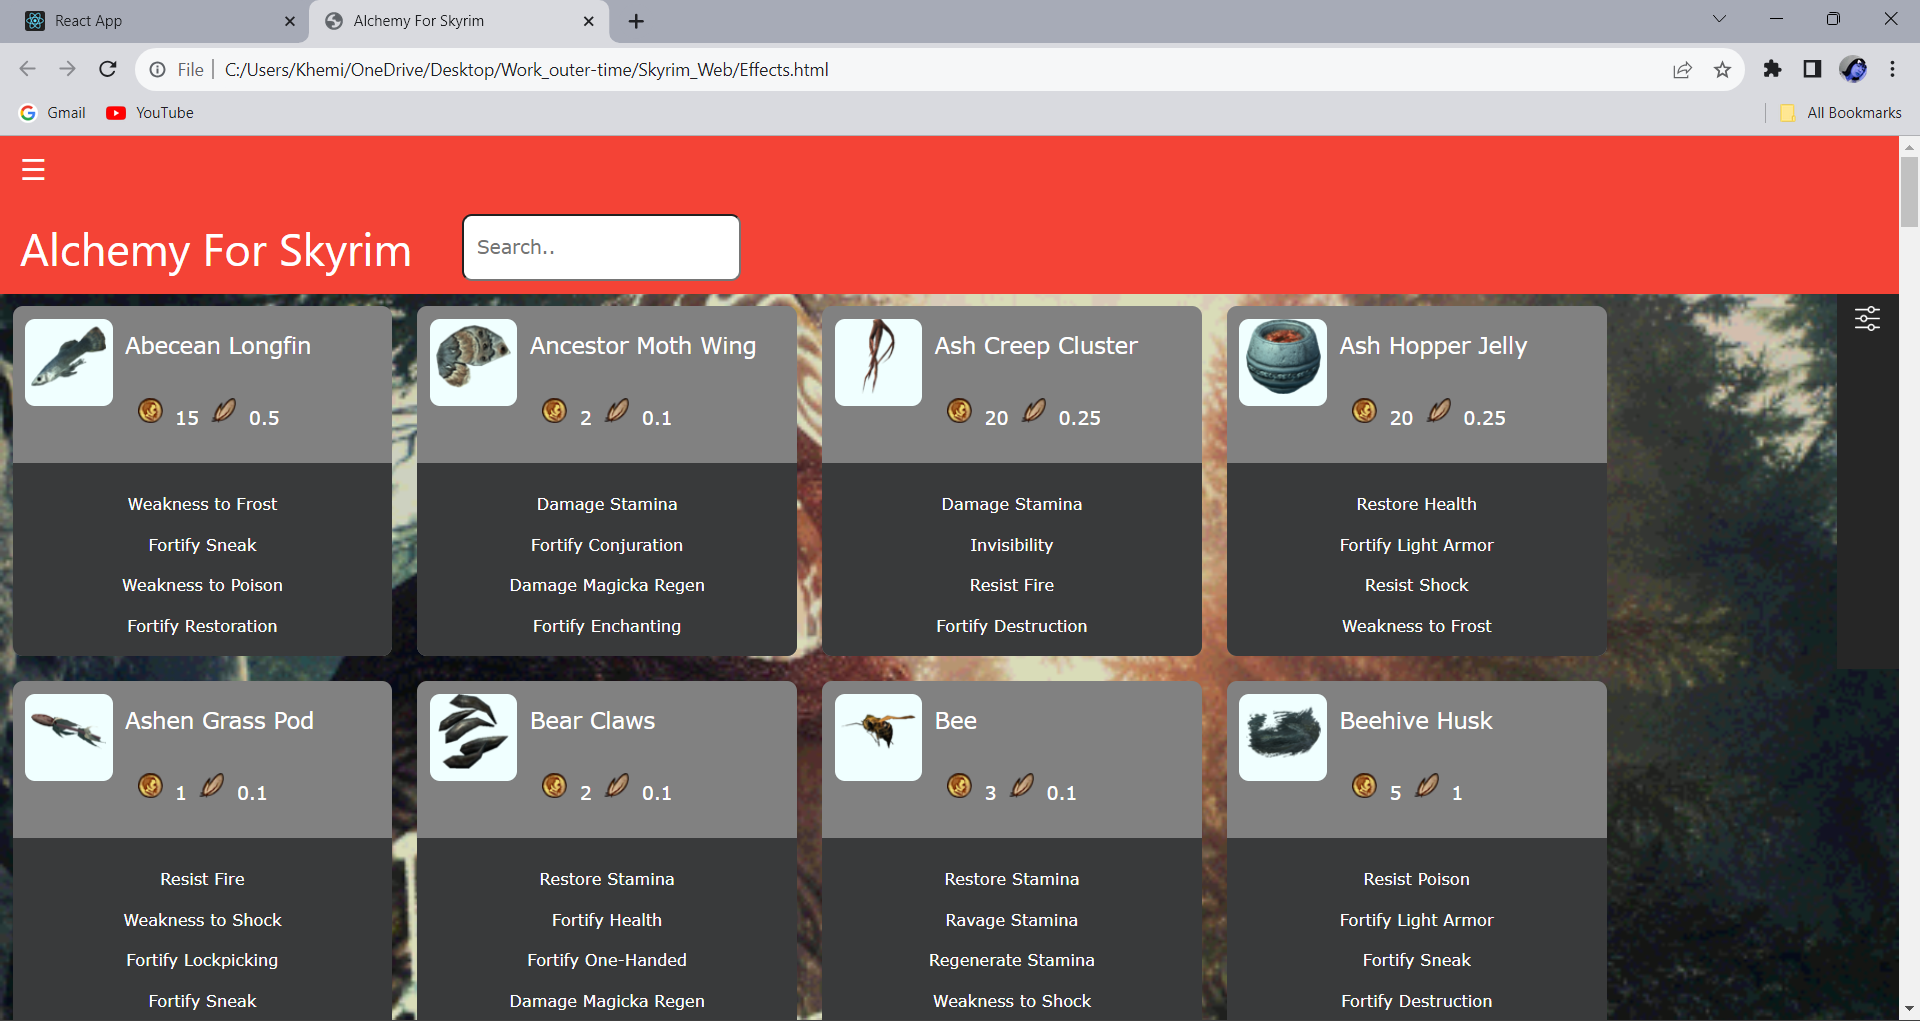 React App
Alchemy For Skyrim
File
C:/Users/Khemi/OneDrive/Desktop/Work_outer-time/Skyrim_Web/Effects.html
Gmail
YouTube
All Bookmarks
Alchemy For Skyrim
Search..
Abecean Longfin
15 0.5
Weakness to Frost
Fortify Sneak
Weakness to Poison
Fortify Restoration
Ancestor Moth Wing
2 0.1
Damage Stamina
Fortify Conjuration
Damage Magicka Regen
Fortify Enchanting
Ash Creep Cluster
20 0.25
Damage Stamina
Invisibility
Resist Fire
Fortify Destruction
Ash Hopper Jelly
20 0.25
Restore Health
Fortify Light Armor
Resist Shock
Weakness to Frost
Ashen Grass Pod
1 0.1
Resist Fire
Weakness to Shock
Fortify Lockpicking
Fortify Sneak
Bear Claws
2 0.1
Restore Stamina
Fortify Health
Fortify One-Handed
Damage Magicka Regen
Bee
3 0.1
Restore Stamina
Ravage Stamina
Regenerate Stamina
Weakness to Shock
Beehive Husk
5 1
Resist Poison
Fortify Light Armor
Fortify Sneak
Fortify Destruction